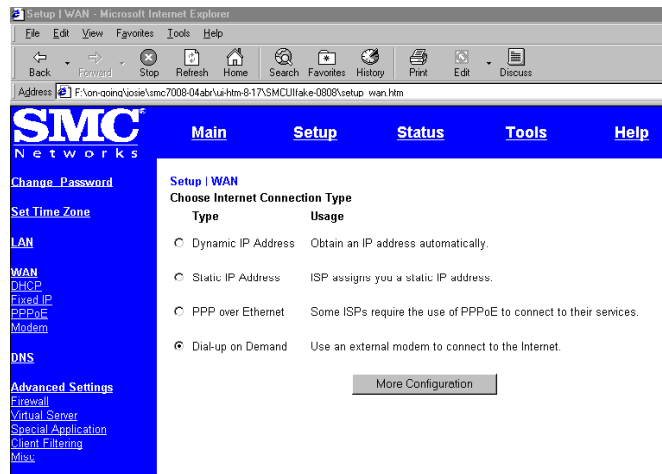 Setup | WAN - Microsoft Internet Explorer
File Edit View Favorites Tools Help
Back Forward Stop Refresh Home Search Favorites History Print Edit Discuss
Address F:\on-going\josie\smc7008-04abr\ui-htm-8-17\SMCUIfake-0808\setup_wan.htm
SMC®
Networks
Main Setup Status Tools Help
Change Password
Set Time Zone
LAN
WAN
DHCP
Fixed IP
PPPoE
Modem
DNS
Advanced Settings
Firewall
Virtual Server
Special Application
Client Filtering
Misc
Setup | WAN
Choose Internet Connection Type
Type Usage
Dynamic IP Address Obtain an IP address automatically.
Static IP Address ISP assigns you a static IP address.
PPP over Ethernet Some ISPs require the use of PPPoE to connect to their services.
Dial-up on Demand Use an external modem to connect to the Internet.
More Configuration